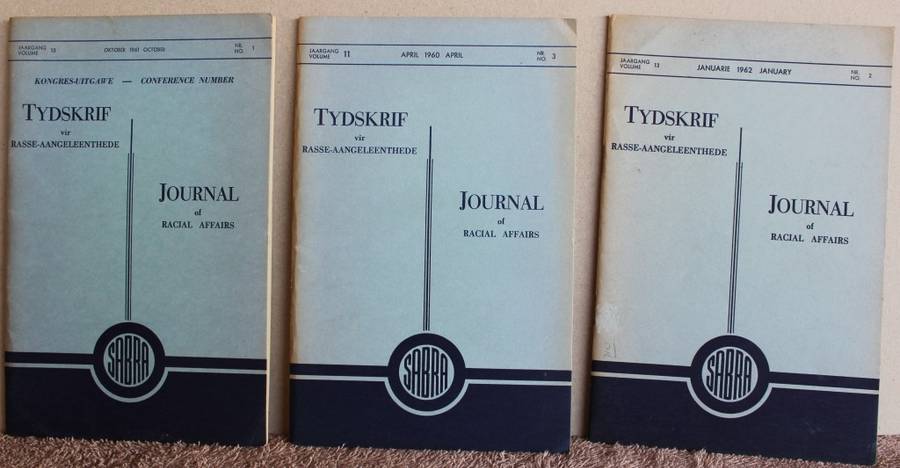 JAARGANG
VOLUME 13
OKTOBER 1961 OCTOBER
NR.
NO. 1
KONGRES-UITGAWE — CONFERENCE NUMBER
TYDSKRIF
vir
RASSE-AANGELEENTHEDE
JOURNAL
of
RACIAL AFFAIRS
SABRA
JAARGANG
VOLUME 11
APRIL 1960 APRIL
NR.
NO. 3
TYDSKRIF
vir
RASSE-AANGELEENTHEDE
JOURNAL
of
RACIAL AFFAIRS
SABRA
JAARGANG
VOLUME 13
JANUARIE 1962 JANUARY
NR.
NO. 2
TYDSKRIF
vir
RASSE-AANGELEENTHEDE
JOURNAL
of
RACIAL AFFAIRS
SABRA